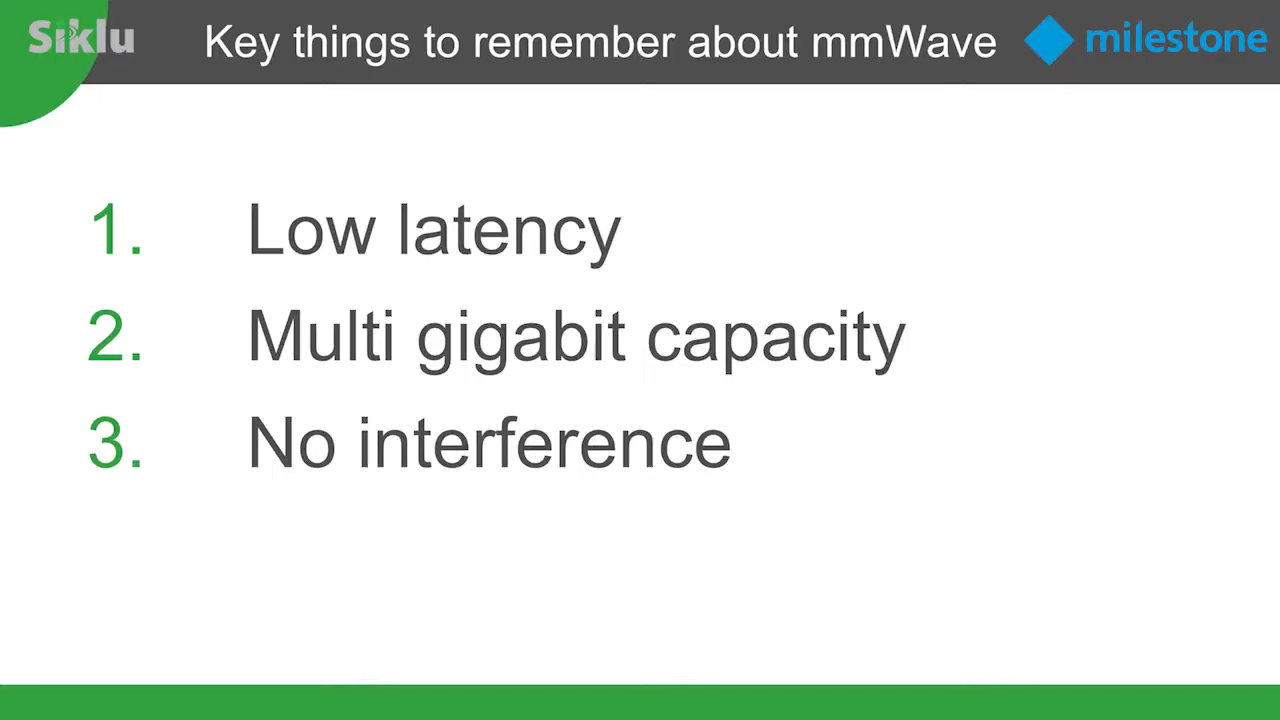 Siklu
Key things to remember about mmWave
milestone
1. Low latency
2. Multi gigabit capacity
3. No interference